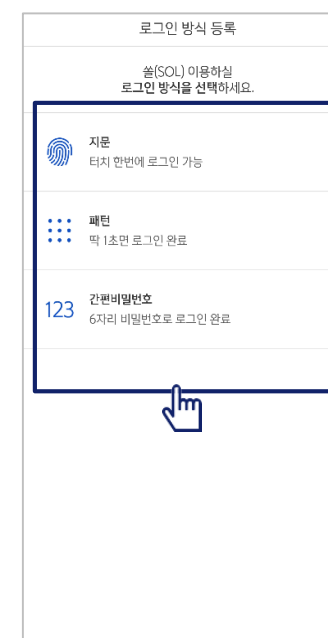 로그인 방식 등록
쏠(SOL) 이용하실
로그인 방식을 선택하세요.
지문
터치 한번에 로그인 가능
패턴
딱 1초면 로그인 완료
123
간편비밀번호
6자리 비밀번호로 로그인 완료